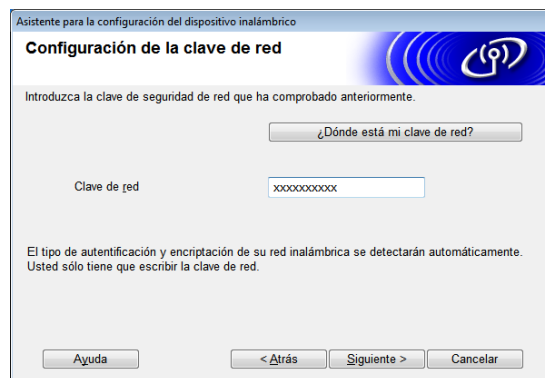 Asistente para la configuración del dispositivo inalámbrico
Configuración de la clave de red
Introduzca la clave de seguridad de red que ha comprobado anteriormente.
¿Dónde está mi clave de red?
Clave de red
xxxxxxxxxx
El tipo de autentificación y encriptación de su red inalámbrica se detectarán automáticamente.
Usted sólo tiene que escribir la clave de red.
Ayuda
< Atrás
Siguiente >
Cancelar